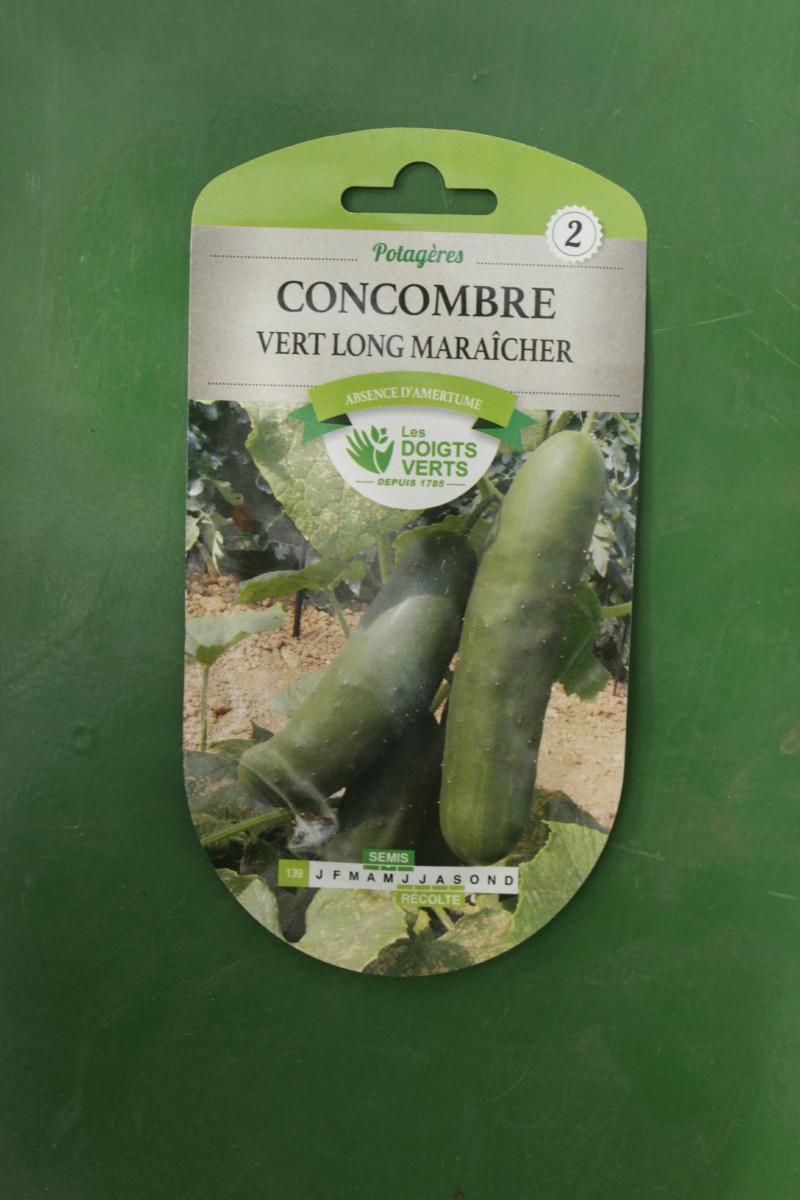 2
Potagères
CONCOMBRE
VERT LONG MARAÎCHER
ABSENCE D'AMERTUME
Les
DOIGTS
VERTS
DEPUIS 1785
SEMIS
139 J F M A M J J A S O N D
RÉCOLTE